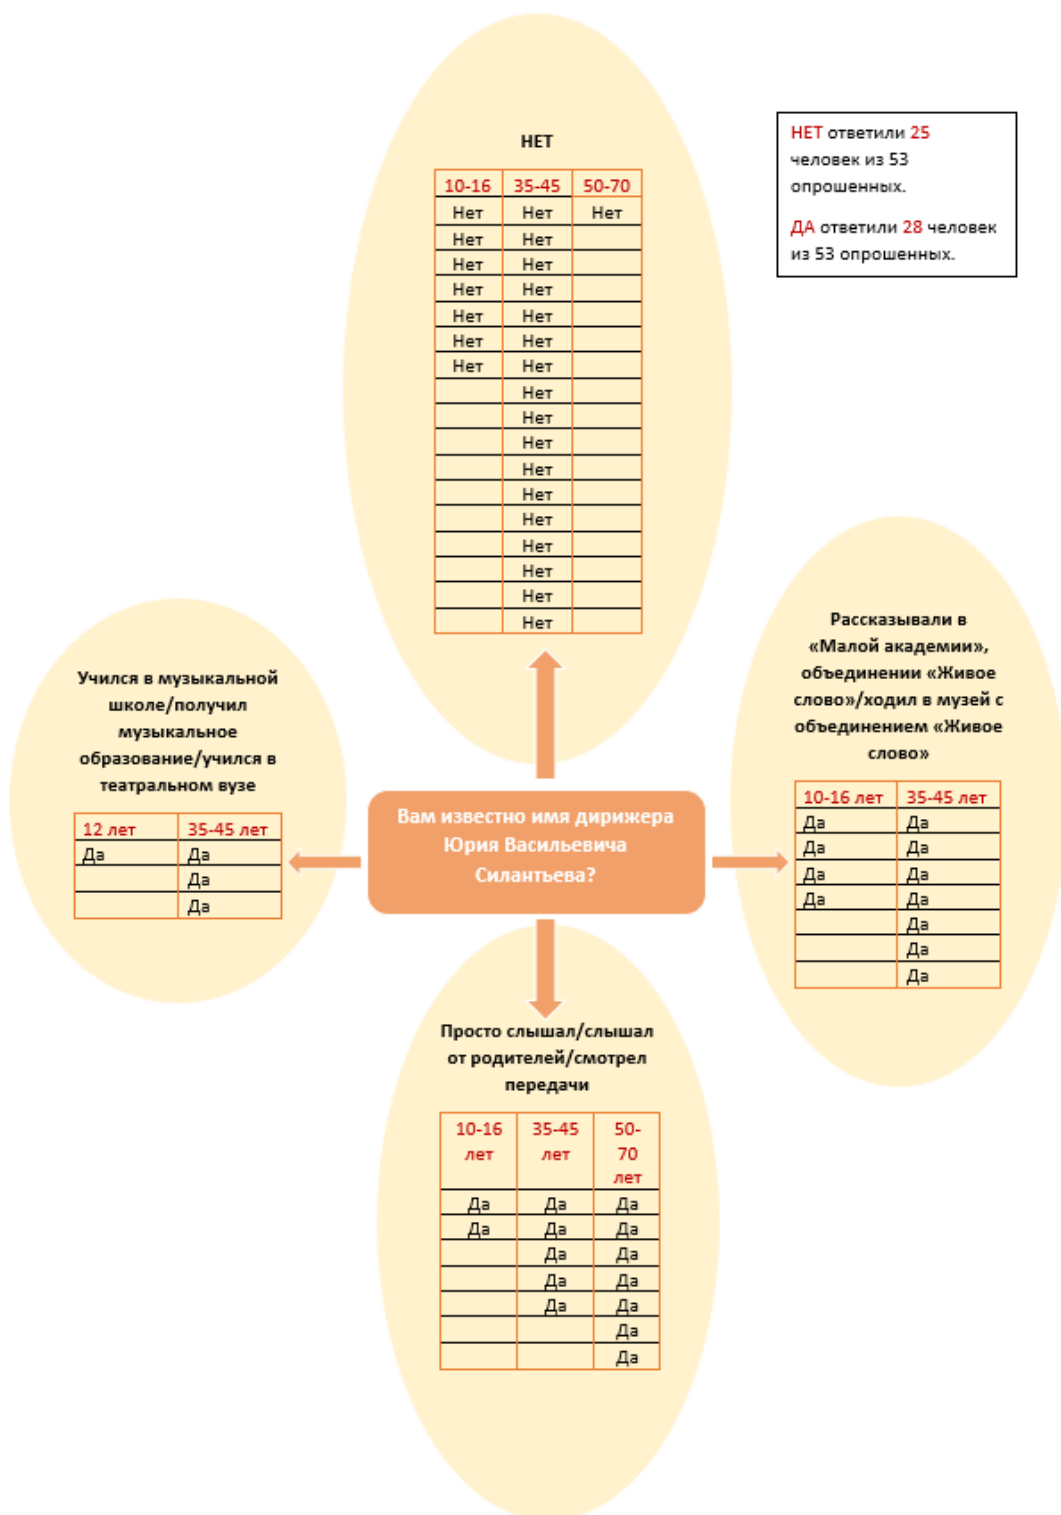 НЕТ
10-16 35-45 50-70
Нет Нет Нет
Нет Нет
Нет Нет
Нет Нет
Нет Нет
Нет Нет
Нет Нет
Нет
Нет
Нет
Нет
Нет
Нет
Нет
Нет
Нет
Нет
НЕТ ответили 25
человек из 53
опрошенных.
ДА ответили 28 человек
из 53 опрошенных.
Учился в музыкальной
школе/получил
музыкальное
образование/учился в
театральном вузе
12 лет 35-45 лет
Да Да
Да
Да
Вам известно имя дирижера
Юрия Васильевича
Силантьева?
Рассказывали в
«Малой академии»,
объединении «Живое
слово»/ходил в музей с
объединением «Живое
слово»
10-16 лет 35-45 лет
Да Да
Да Да
Да Да
Да Да
Да
Да
Да
Просто слышал/слышал
от родителей/смотрел
передачи
10-16 35-45 50-
лет лет 70
лет
Да Да Да
Да Да Да
Да Да
Да Да
Да Да
Да
Да